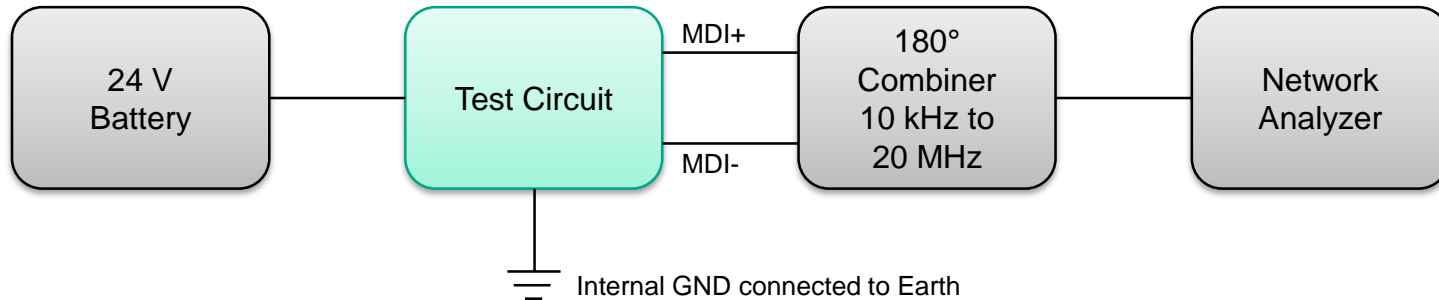 24 V
Battery
Test Circuit
MDI+
MDI-
180°
Combiner
10 kHz to
20 MHz
Network
Analyzer
Internal GND connected to Earth